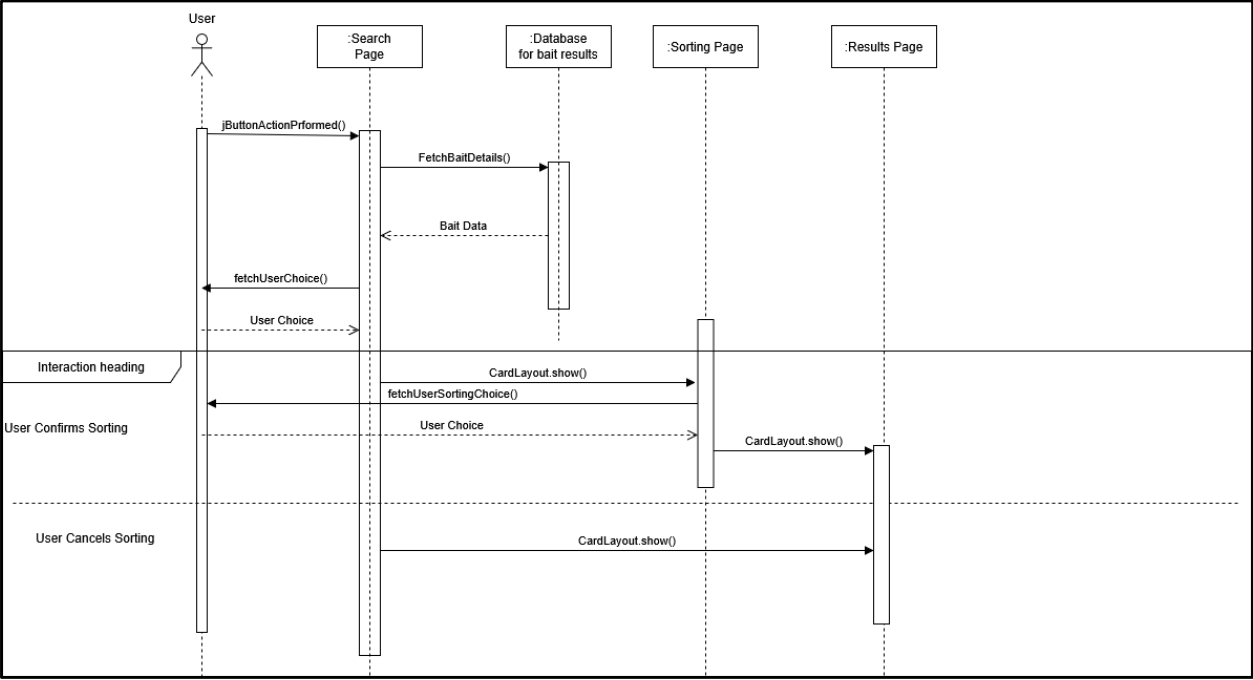 User
:Search
Page
:Database
for bait results
:Sorting Page
:Results Page
jButtonActionPrformed()
FetchBaitDetails()
Bait Data
fetchUserChoice()
User Choice
Interaction heading
CardLayout.show()
fetchUserSortingChoice()
User Confirms Sorting
User Choice
CardLayout.show()
User Cancels Sorting
CardLayout.show()